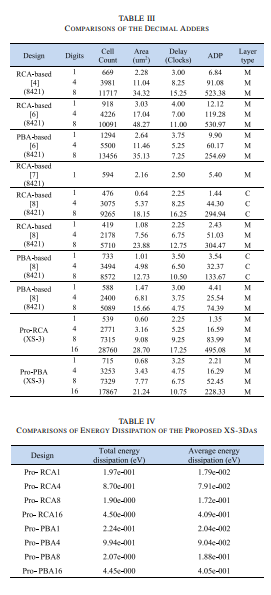 TABLE III
COMPARISONS OF THE DECIMAL ADDERS
Design Digits Cell Count Area (um²) Delay (Clocks) ADP Layer type
RCA-based [4] (8421) 1 669 2.28 3.00 6.84 M
4 3981 11.04 8.25 91.08 M
8 11717 34.32 15.25 523.38 M
RCA-based [6] (8421) 1 918 3.03 4.00 12.12 M
4 4226 17.04 7.00 119.28 M
8 10091 48.27 11.00 530.97 M
PBA-based [6] (8421) 1 1294 2.64 3.75 9.90 M
4 5500 11.46 5.25 60.17 M
8 13456 35.13 7.25 254.69 M
RCA-based [7] (8421) 1 594 2.16 2.50 5.40 M
RCA-based [8] (8421) 1 476 0.64 2.25 1.44 C
4 3075 5.37 8.25 44.30 C
8 9265 18.15 16.25 294.94 C
RCA-based [8] (8421) 1 419 1.08 2.25 2.43 M
4 2178 7.56 6.75 51.03 M
8 5710 23.88 12.75 304.47 M
PBA-based [8] (8421) 1 733 1.01 3.50 3.54 C
4 3494 4.98 6.50 32.37 C
8 8572 12.73 10.50 133.67 C
PBA-based [8] (8421) 1 588 1.47 3.00 4.41 M
4 2400 6.81 3.75 25.54 M
8 5089 15.66 4.75 74.39 M
Pro-RCA (XS-3) 1 539 0.60 2.25 1.35 M
4 2771 3.16 5.25 16.59 M
8 7315 9.08 9.25 83.99 M
16 28760 28.70 17.25 495.08 M
Pro-PBA (XS-3) 1 715 0.68 3.25 2.21 M
4 3253 3.43 4.75 16.29 M
8 7329 7.77 6.75 52.45 M
16 17867 21.24 10.75 228.33 M
TABLE IV
COMPARISONS OF ENERGY DISSIPATION OF THE PROPOSED XS-3DAS
Design Total energy dissipation (eV) Average energy dissipation (eV)
Pro- RCA1 1.97e-001 1.79e-002
Pro- RCA4 8.70e-001 7.91e-002
Pro- RCA8 1.90e-000 1.72e-001
Pro- RCA16 4.50e-000 4.09e-001
Pro- PBA1 2.24e-001 2.04e-002
Pro- PBA4 9.94e-001 9.04e-002
Pro- PBA8 2.07e-000 1.88e-001
Pro- PBA16 4.45e-000 4.05e-001